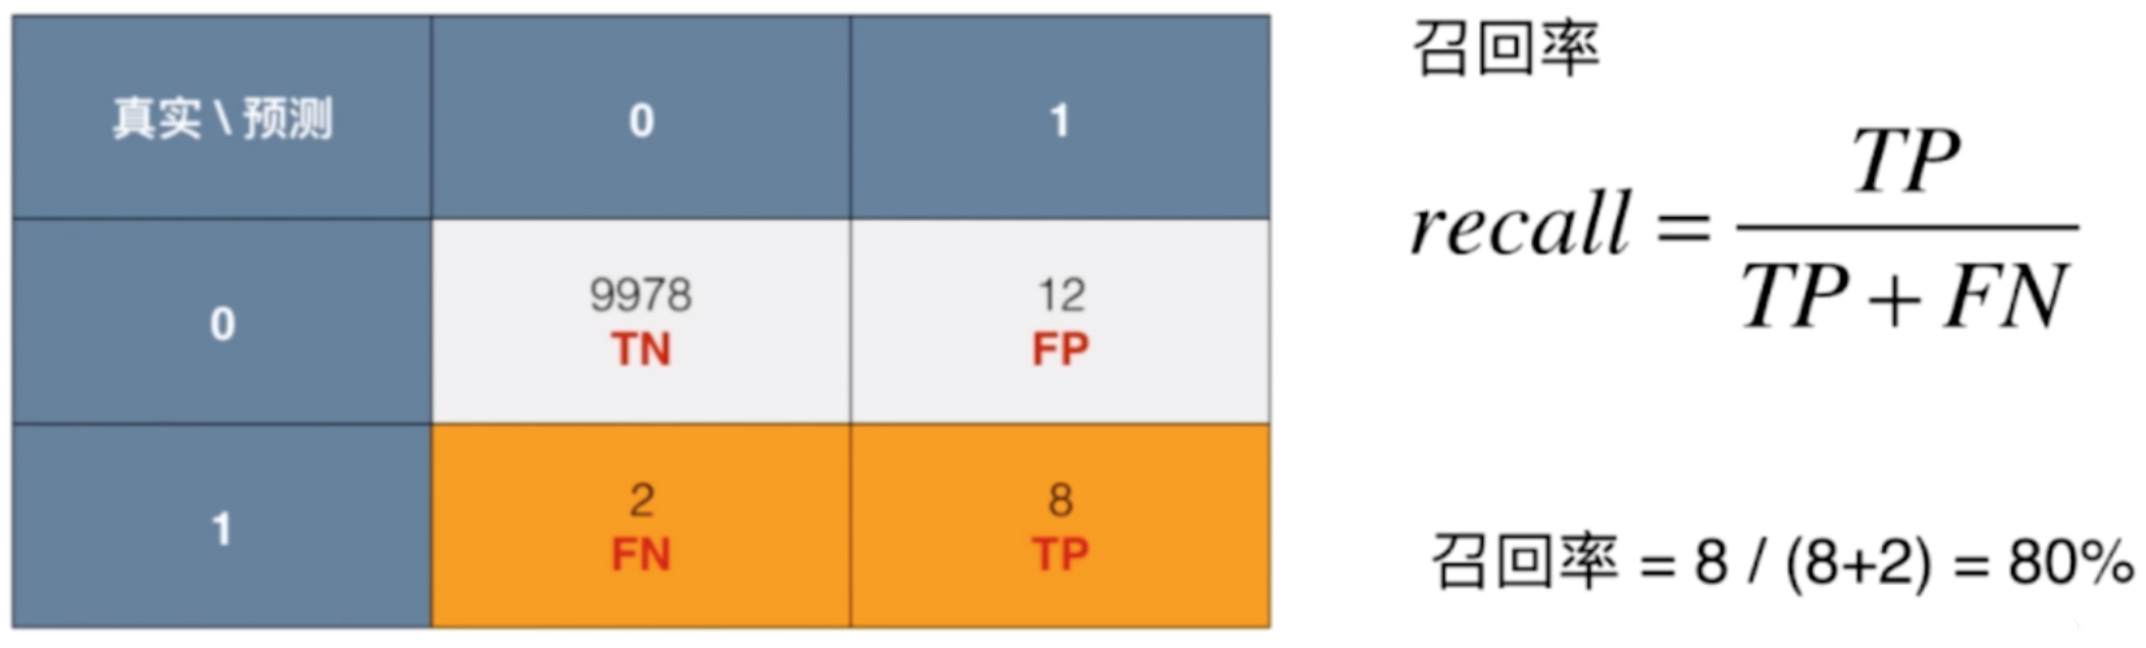 真实 \ 预测 0 1
0 9978 12
TN FP
1 2 8
FN TP
召回率
recall = TP / TP + FN
召回率 = 8 / (8+2) = 80%